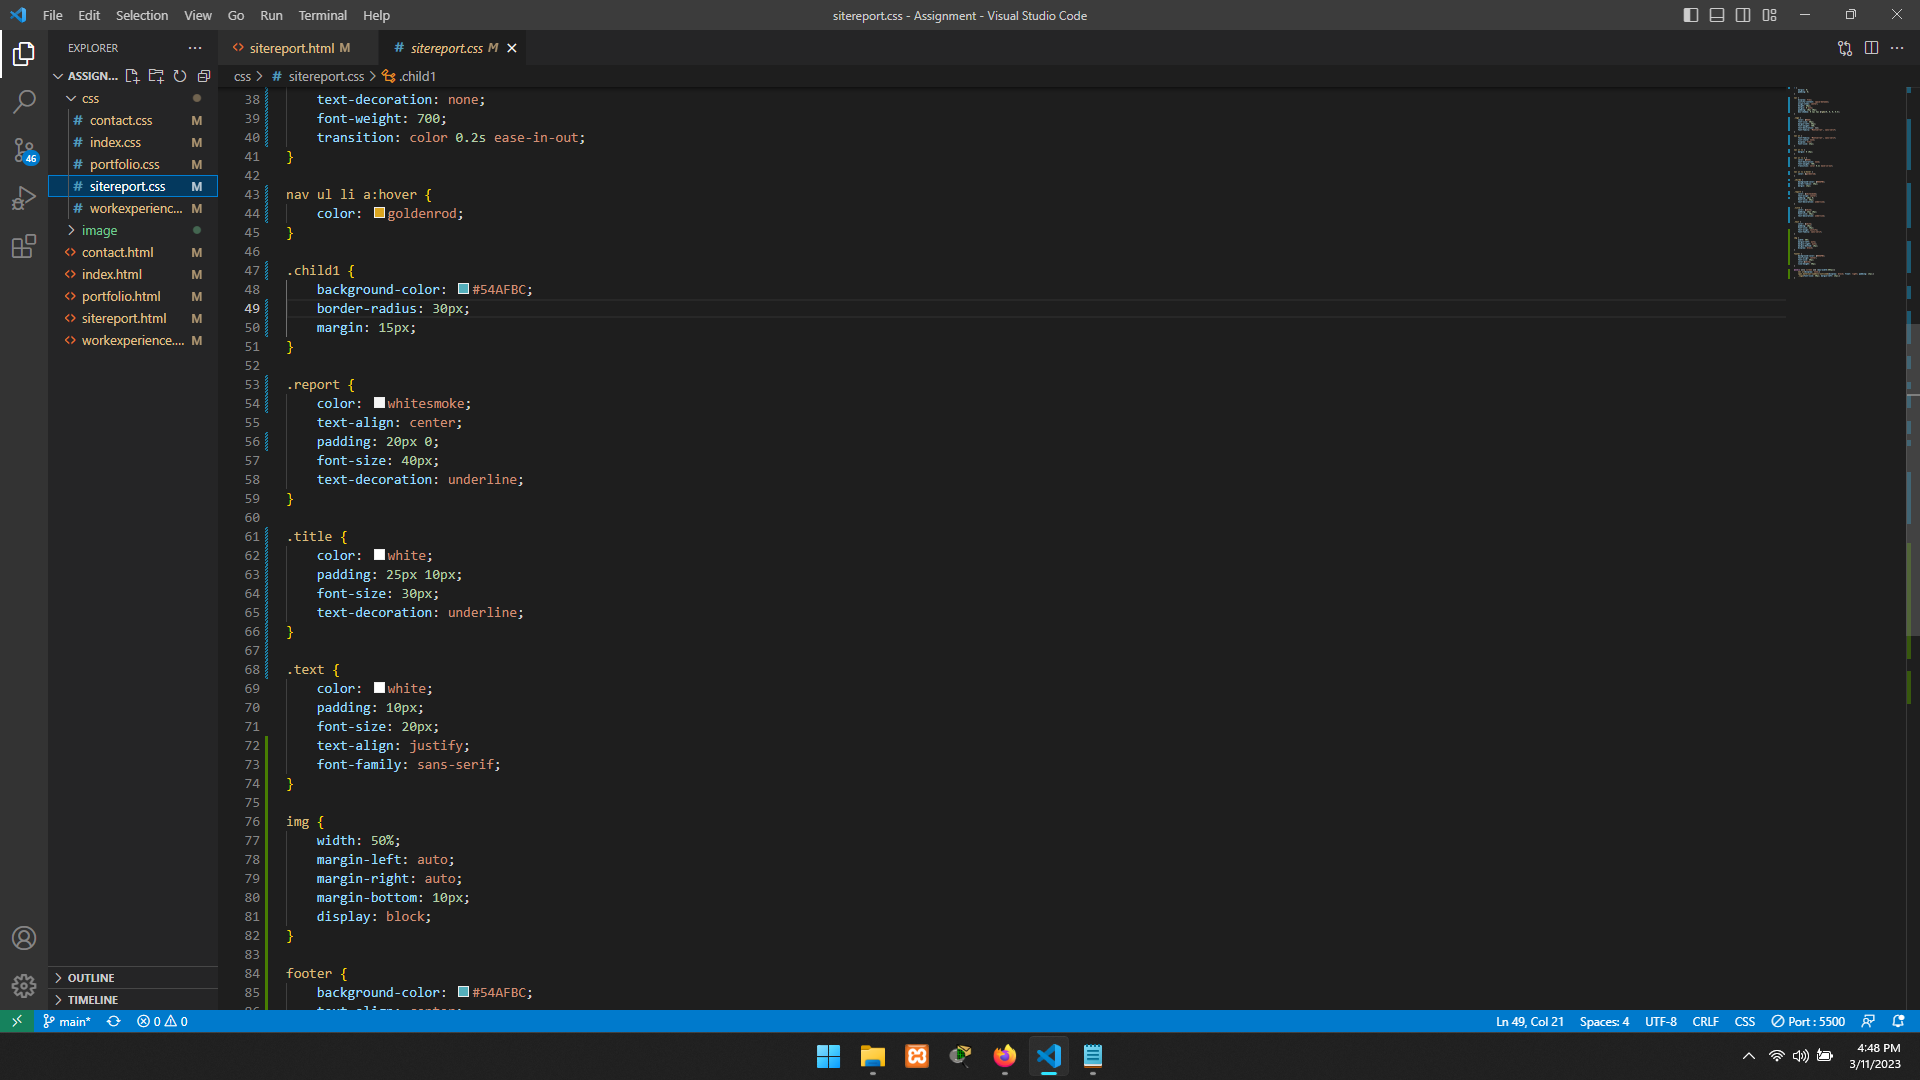 File Edit Selection View Go Run Terminal Help
sitereport.css - Assignment - Visual Studio Code
EXPLORER
sitereport.html M
# sitereport.css M
ASSIGN...
css > # sitereport.css > .child1
css
# contact.css M
# index.css M
# portfolio.css M
# sitereport.css M
# workexperienc... M
image
<> contact.html M
<> index.html M
<> portfolio.html M
<> sitereport.html M
<> workexperience.... M
46
38 text-decoration: none;
39 font-weight: 700;
40 transition: color 0.2s ease-in-out;
41 }
42
43 nav ul li a:hover {
44 color: goldenrod;
45 }
46
47 .child1 {
48 background-color: #54AFBC;
49 border-radius: 30px;
50 margin: 15px;
51 }
52
53 .report {
54 color: whitesmoke;
55 text-align: center;
56 padding: 20px 0;
57 font-size: 40px;
58 text-decoration: underline;
59 }
60
61 .title {
62 color: white;
63 padding: 25px 10px;
64 font-size: 30px;
65 text-decoration: underline;
66 }
67
68 .text {
69 color: white;
70 padding: 10px;
71 font-size: 20px;
72 text-align: justify;
73 font-family: sans-serif;
74 }
75
76 img {
77 width: 50%;
78 margin-left: auto;
79 margin-right: auto;
80 margin-bottom: 10px;
81 display: block;
82 }
83
84 footer {
85 background-color: #54AFBC;
OUTLINE
TIMELINE
main* 0 0
Ln 49, Col 21 Spaces: 4 UTF-8 CRLF CSS Port : 5500
4:48 PM
3/11/2023